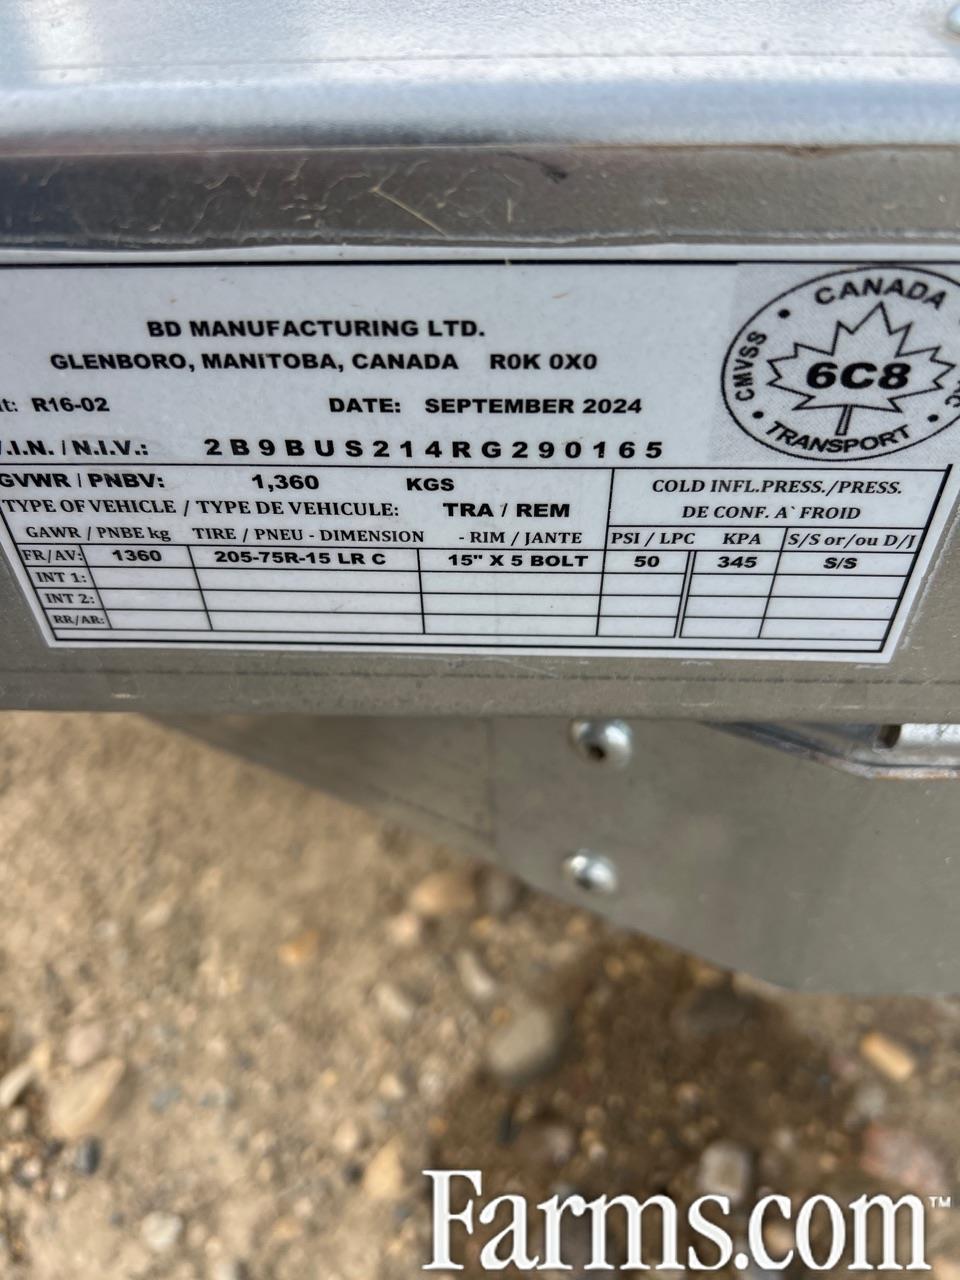 BD MANUFACTURING LTD.
GLENBORO, MANITOBA, CANADA R0K 0X0
R16-02 DATE: SEPTEMBER 2024
V.I.N. / N.I.V.: 2B9BUS214RG290165
CANADA
CMVSS
6C8
TRANSPORT
GVWR / PNBV: 1,360 KGS
TYPE OF VEHICLE / TYPE DE VEHICULE: TRA / REM
COLD INFL.PRESS./PRESS.
DE CONF. A` FROID
GAWR / PNBE kg TIRE / PNEU - DIMENSION - RIM / JANTE PSI / LPC KPA S/S or/ou D/J
FR/AV: 1360 205-75R-15 LR C 15" X 5 BOLT 50 345 S/S
INT 1:
INT 2:
RR/AR:
Farms.com™